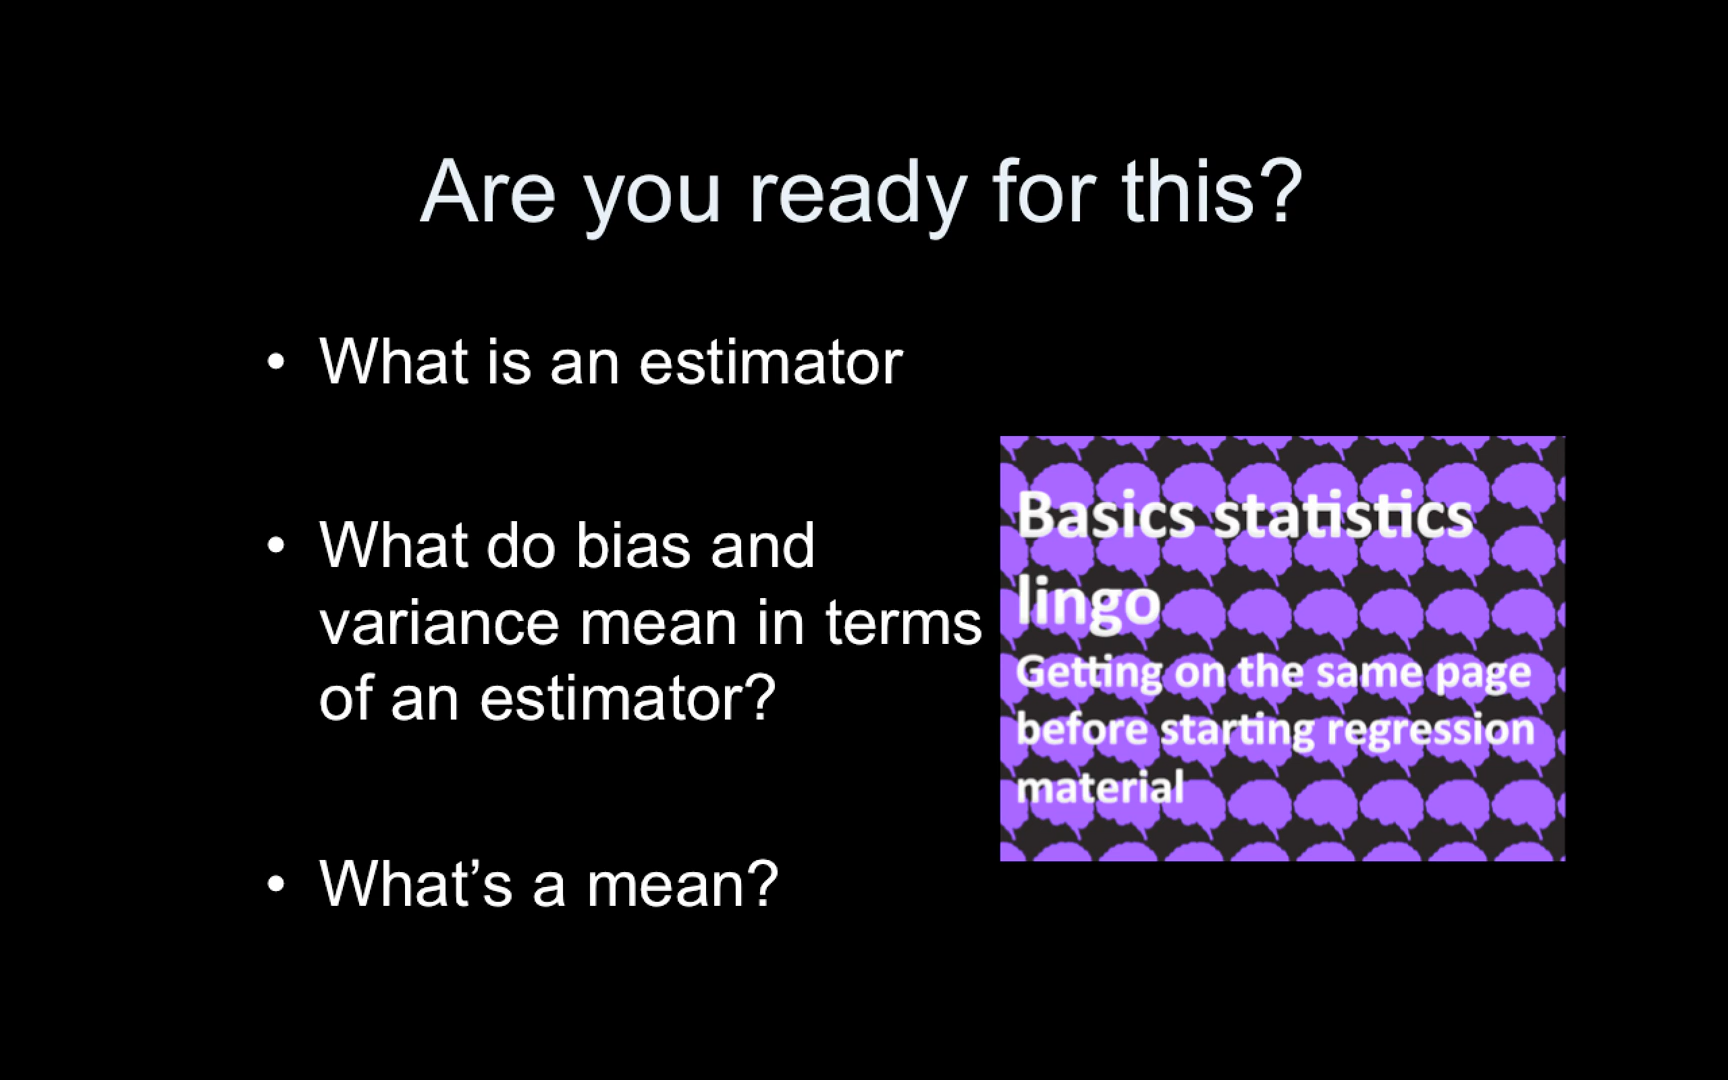 Are you ready for this?
• What is an estimator
• What do bias and
variance mean in terms
of an estimator?
• What’s a mean?
Basics statistics
lingo
Getting on the same page
before starting regression
material